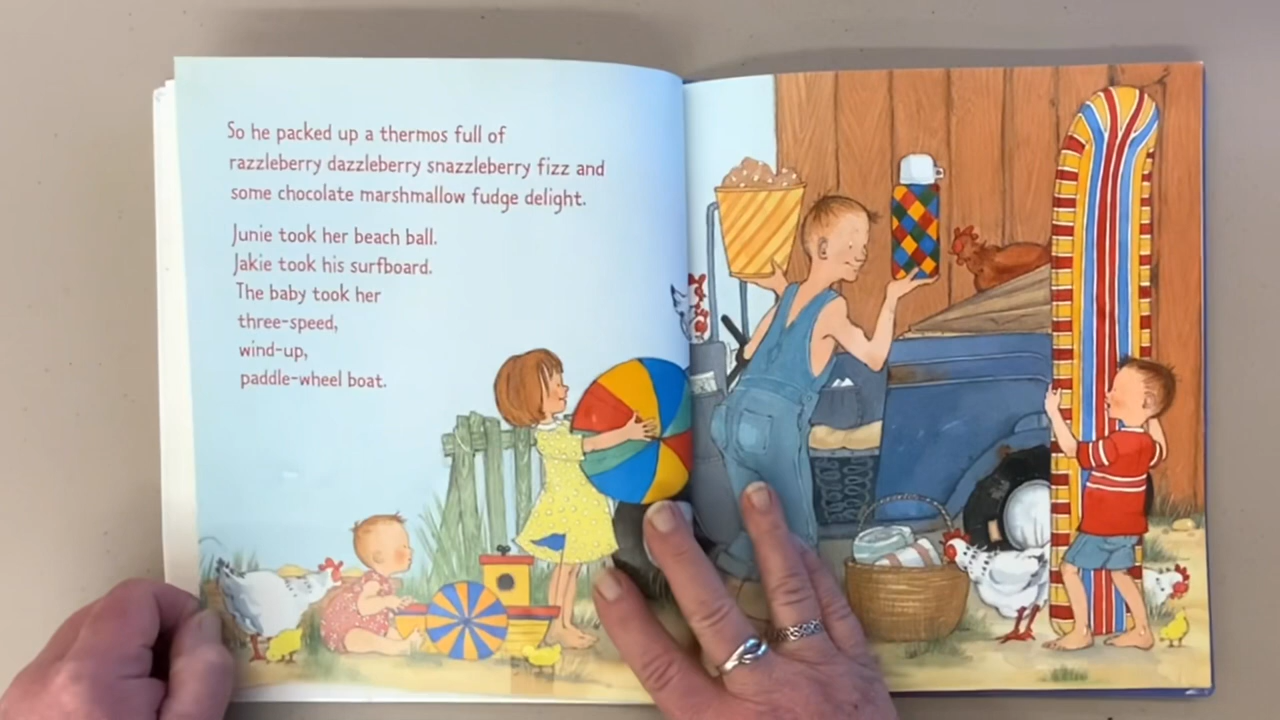 So he packed up a thermos full of
razzleberry dazzleberry snazzleberry fizz and
some chocolate marshmallow fudge delight.
Junie took her beach ball.
Jakie took his surfboard.
The baby took her
three-speed,
wind-up,
paddle-wheel boat.